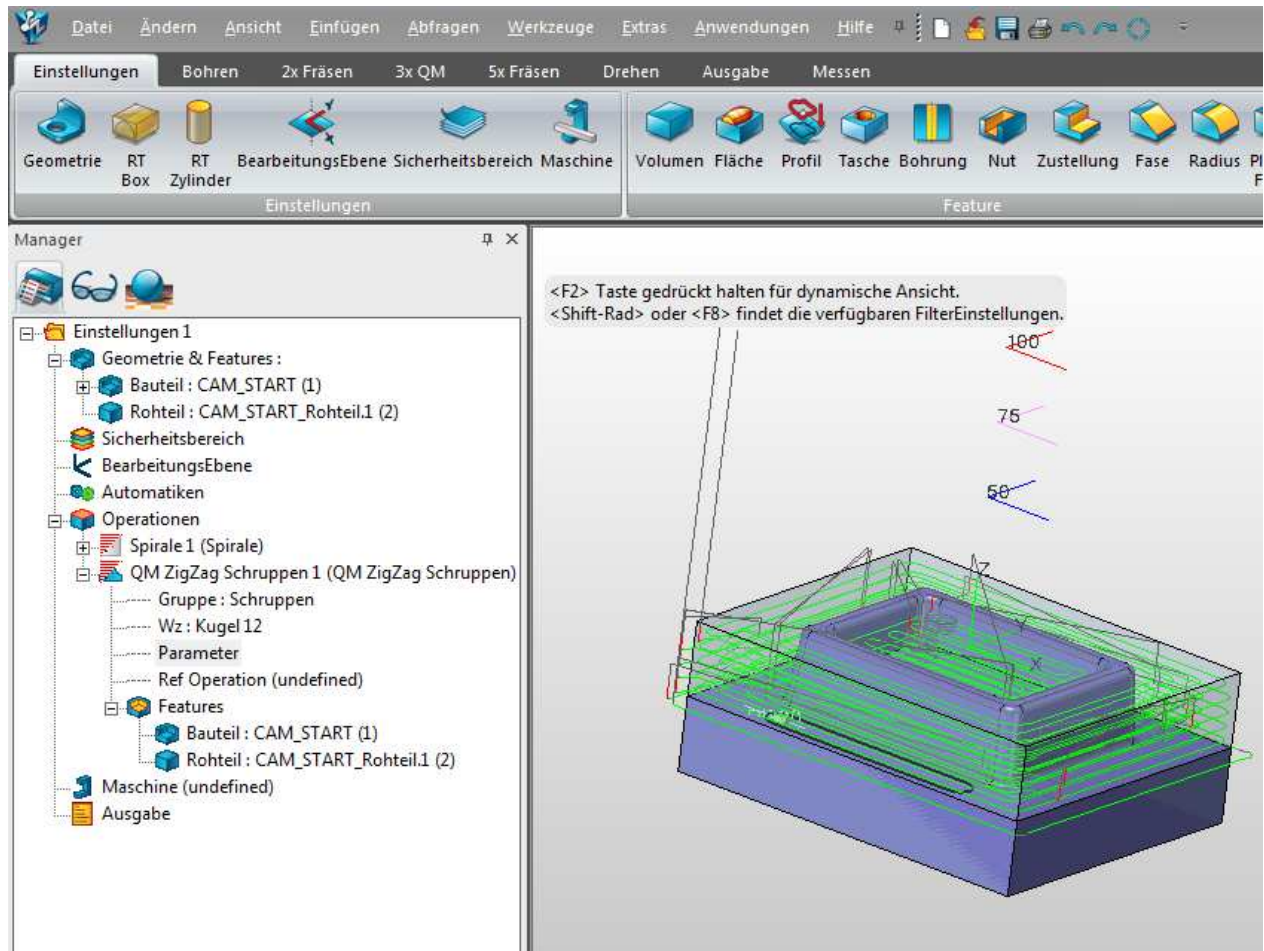 Datei Ändern Ansicht Einfügen Abfragen Werkzeuge Extras Anwendungen Hilfe
Einstellungen Bohren 2x Fräsen 3x QM 5x Fräsen Drehen Ausgabe Messen
Geometrie RT Box RT Zylinder BearbeitungsEbene Sicherheitsbereich Maschine Volumen Fläche Profil Tasche Bohrung Nut Zustellung Fase Radius
Einstellungen Feature
Manager
<F2> Taste gedrückt halten für dynamische Ansicht.
<Shift-Rad> oder <F8> findet die verfügbaren FilterEinstellungen.
Einstellungen 1
Geometrie & Features :
Bauteil : CAM_START (1)
Rohteil : CAM_START_Rohteil.1 (2)
Sicherheitsbereich
BearbeitungsEbene
Automatiken
Operationen
Spirale 1 (Spirale)
QM ZigZag Schruppen 1 (QM ZigZag Schruppen)
Gruppe : Schruppen
Wz : Kugel 12
Parameter
Ref Operation (undefined)
Features
Bauteil : CAM_START (1)
Rohteil : CAM_START_Rohteil.1 (2)
Maschine (undefined)
Ausgabe
100
75
50
Z
Y
X